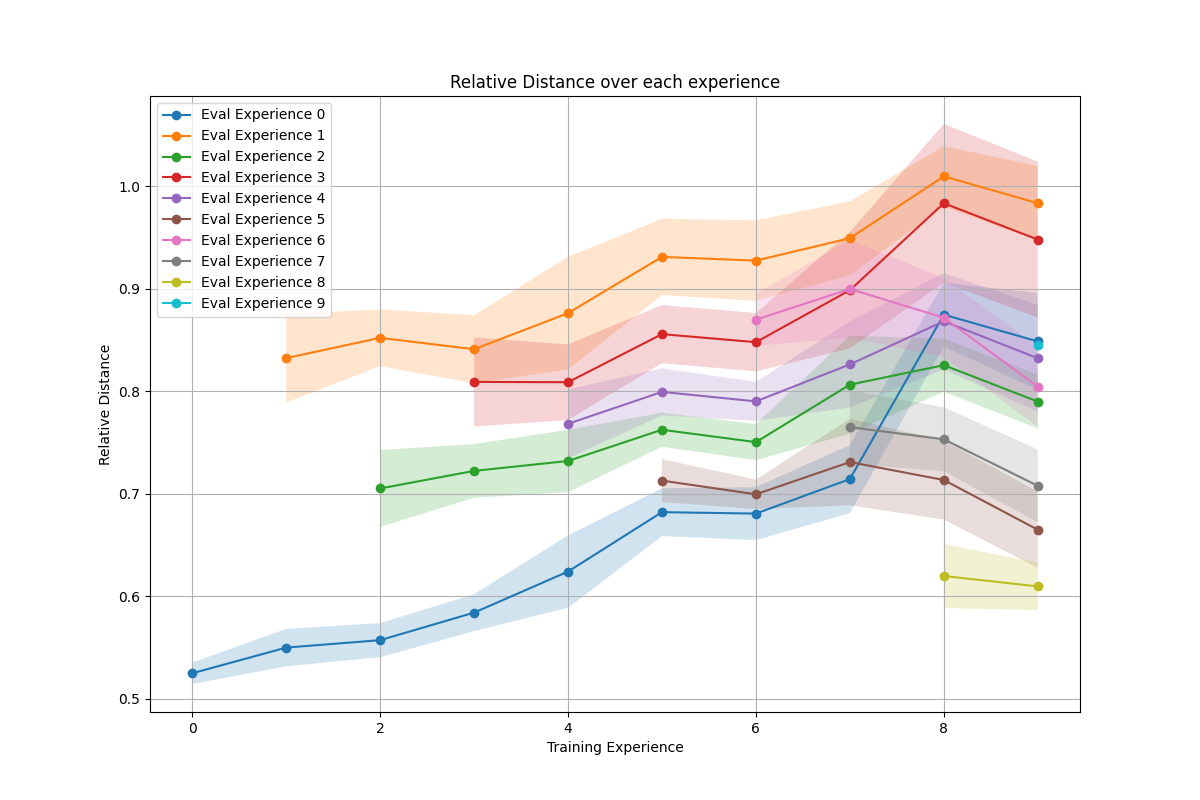 Relative Distance over each experience
Eval Experience 0
Eval Experience 1
Eval Experience 2
Eval Experience 3
Eval Experience 4
Eval Experience 5
Eval Experience 6
Eval Experience 7
Eval Experience 8
Eval Experience 9
Relative Distance
1.0
0.9
0.8
0.7
0.6
0.5
0 2 4 6 8
Training Experience